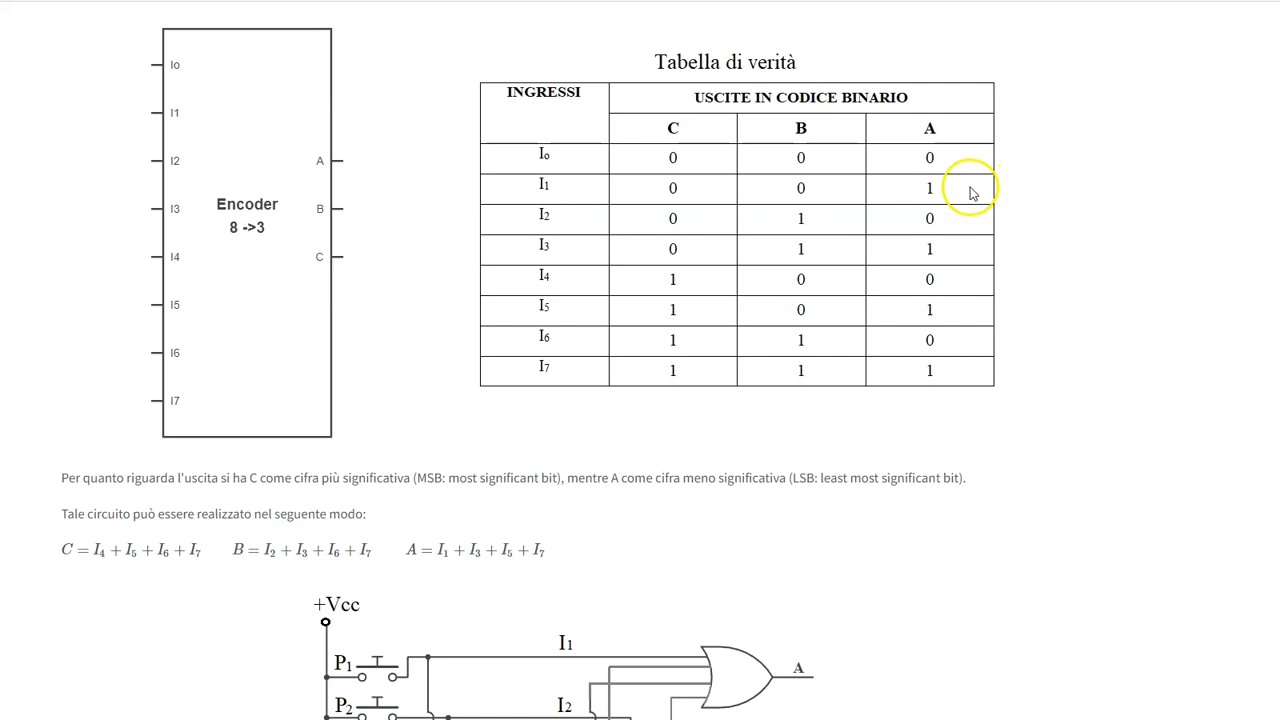 Io
I1
I2
I3
I4
I5
I6
I7
Encoder
8 ->3
A
B
C
Tabella di verità
INGRESSI USCITE IN CODICE BINARIO
C B A
I₀ 0 0 0
I₁ 0 0 1
I₂ 0 1 0
I₃ 0 1 1
I₄ 1 0 0
I₅ 1 0 1
I₆ 1 1 0
I₇ 1 1 1
Per quanto riguarda l'uscita si ha C come cifra più significativa (MSB: most significant bit), mentre A come cifra meno significativa (LSB: least most significant bit).
Tale circuito può essere realizzato nel seguente modo:
C = I₄ + I₅ + I₆ + I₇ B = I₂ + I₃ + I₆ + I₇ A = I₁ + I₃ + I₅ + I₇
+Vcc
P₁ I₁ A
P₂ I₂